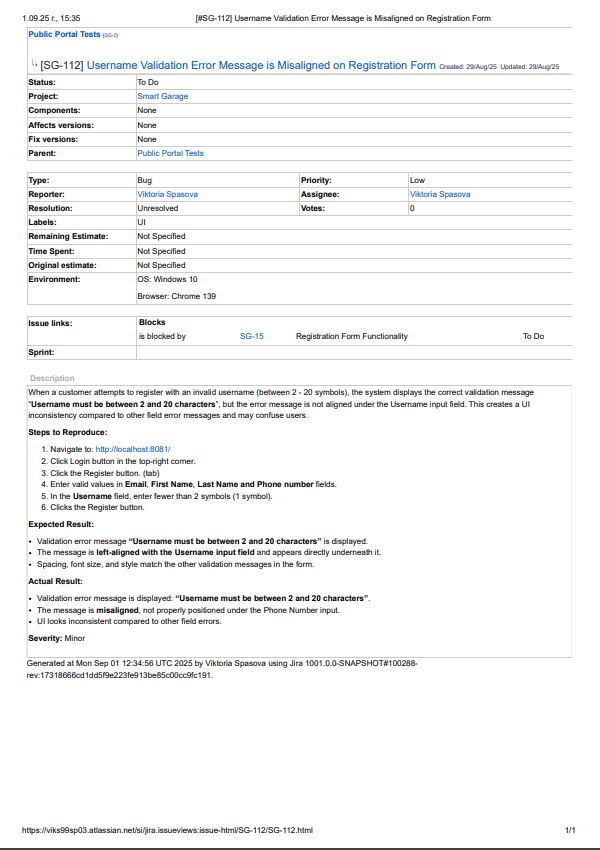 1.09.25 г., 15:35 [#SG-112] Username Validation Error Message is Misaligned on Registration Form
Public Portal Tests (SG-2)
[SG-112] Username Validation Error Message is Misaligned on Registration Form Created: 29/Aug/25 Updated: 29/Aug/25
Status: To Do
Project: Smart Garage
Components: None
Affects versions: None
Fix versions: None
Parent: Public Portal Tests
Type: Bug Priority: Low
Reporter: Viktoria Spasova Assignee: Viktoria Spasova
Resolution: Unresolved Votes: 0
Labels: UI
Remaining Estimate: Not Specified
Time Spent: Not Specified
Original estimate: Not Specified
Environment: OS: Windows 10
Browser: Chrome 139
Issue links: Blocks
is blocked by SG-15 Registration Form Functionality To Do
Sprint:
Description
When a customer attempts to register with an invalid username (between 2 - 20 symbols), the system displays the correct validation message
“Username must be between 2 and 20 characters”, but the error message is not aligned under the Username input field. This creates a UI
inconsistency compared to other field error messages and may confuse users.
Steps to Reproduce:
1. Navigate to: http://localhost:8081/
2. Click Login button in the top-right corner.
3. Click the Register button. (tab)
4. Enter valid values in Email, First Name, Last Name and Phone number fields.
5. In the Username field, enter fewer than 2 symbols (1 symbol).
6. Clicks the Register button.
Expected Result:
• Validation error message “Username must be between 2 and 20 characters” is displayed.
• The message is left-aligned with the Username input field and appears directly underneath it.
• Spacing, font size, and style match the other validation messages in the form.
Actual Result:
• Validation error message is displayed: “Username must be between 2 and 20 characters”.
• The message is misaligned, not properly positioned under the Phone Number input.
• UI looks inconsistent compared to other field errors.
Severity: Minor
Generated at Mon Sep 01 12:34:56 UTC 2025 by Viktoria Spasova using Jira 1001.0.0-SNAPSHOT#100288-
rev:17318666cd1dd5f9e223fe913be85c00cc9fc191.
https://viks99sp03.atlassian.net/si/jira.issueviews:issue-html/SG-112/SG-112.html 1/1